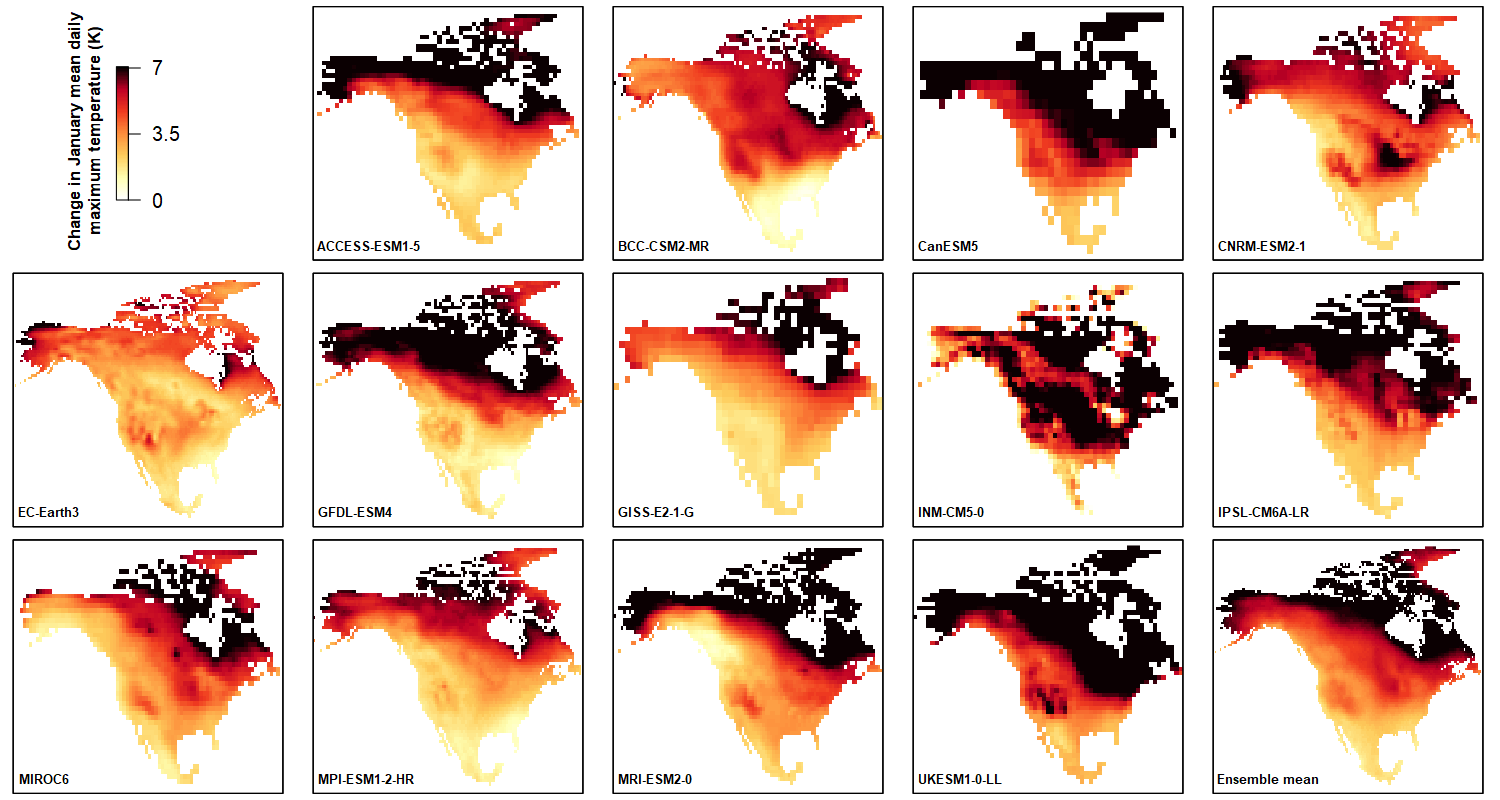 Change in January mean daily
maximum temperature (K)
7
3.5
0
ACCESS-ESM1-5
BCC-CSM2-MR
CanESM5
CNRM-ESM2-1
EC-Earth3
GFDL-ESM4
GISS-E2-1-G
INM-CM5-0
IPSL-CM6A-LR
MIROC6
MPI-ESM1-2-HR
MRI-ESM2-0
UKESM1-0-LL
Ensemble mean